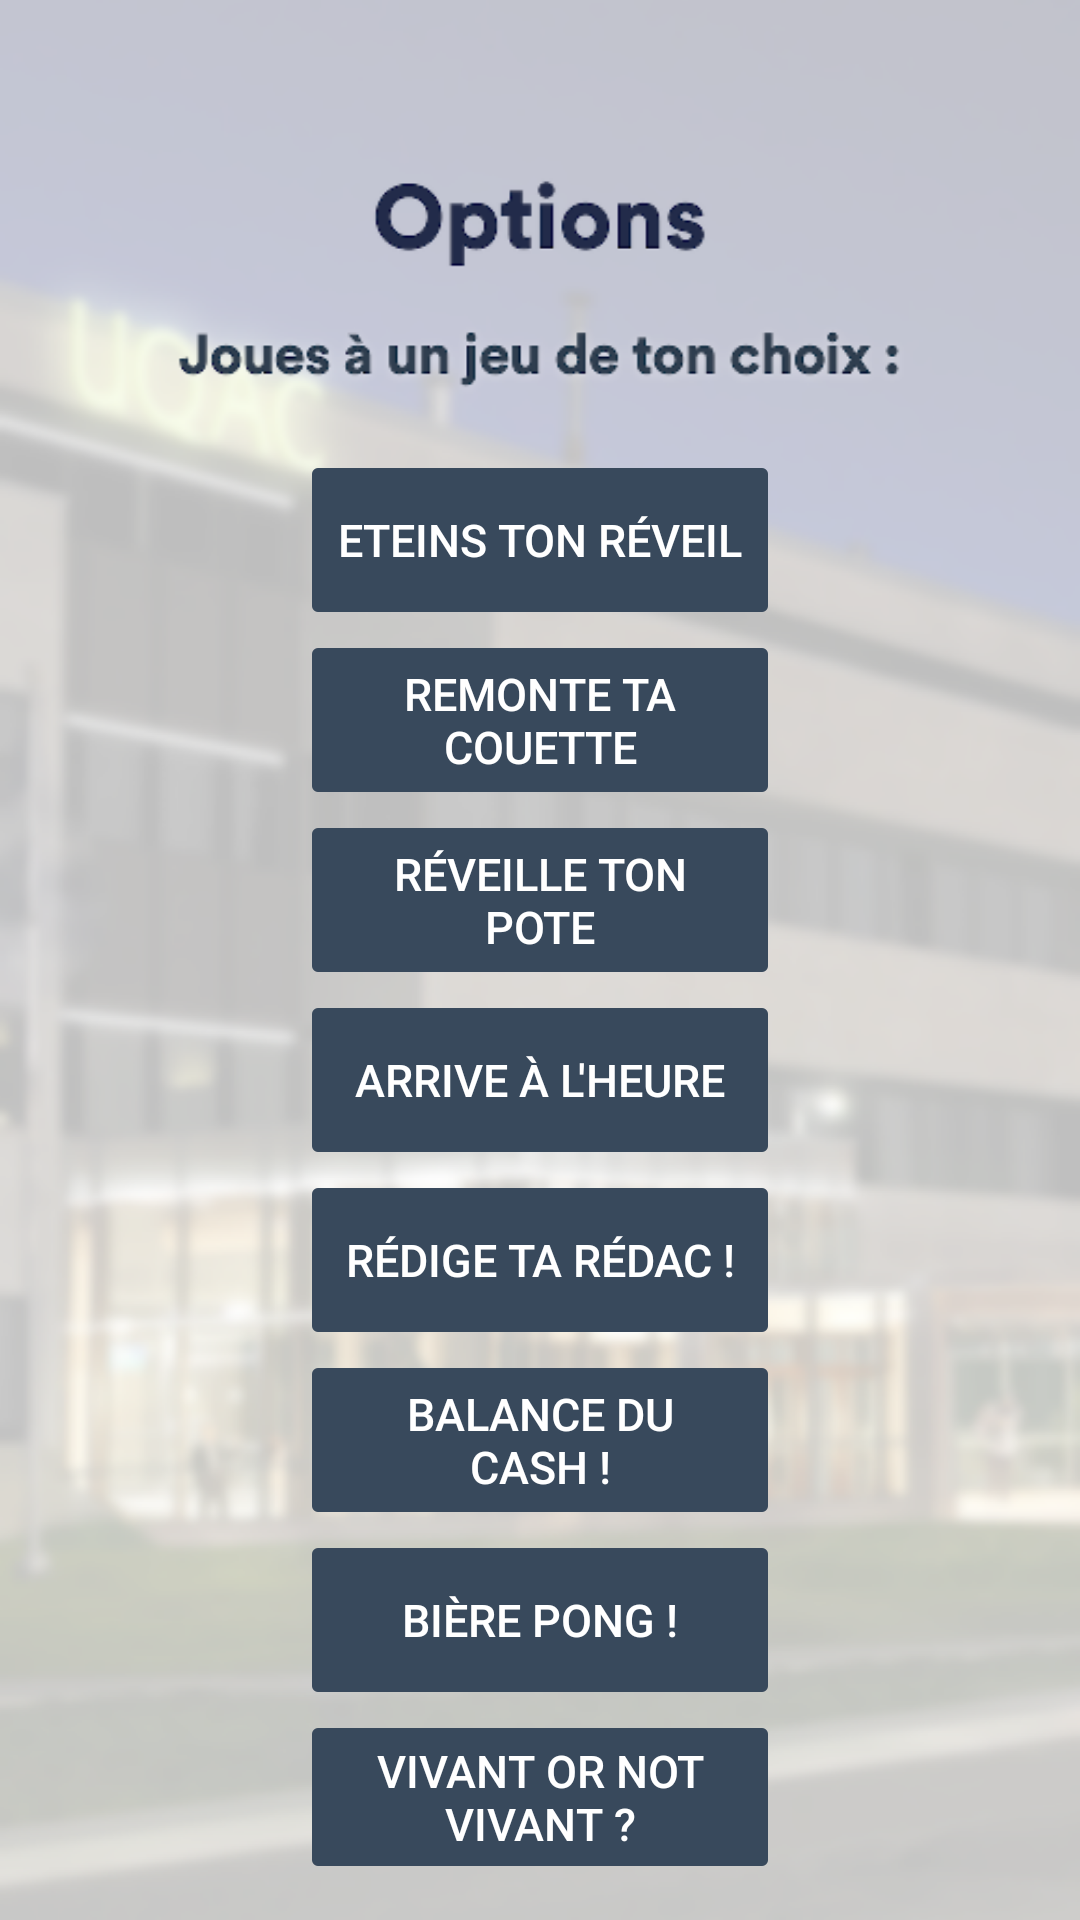 Options
UQAC
Joues à un jeu de ton choix :
ETEINS TON RÉVEIL
REMONTE TA
COUETTE
RÉVEILLE TON
POTE
ARRIVE À L'HEURE
RÉDIGE TA RÉDAC !
BALANCE DU
CASH !
BIÈRE PONG !
VIVANT OR NOT
VIVANT ?